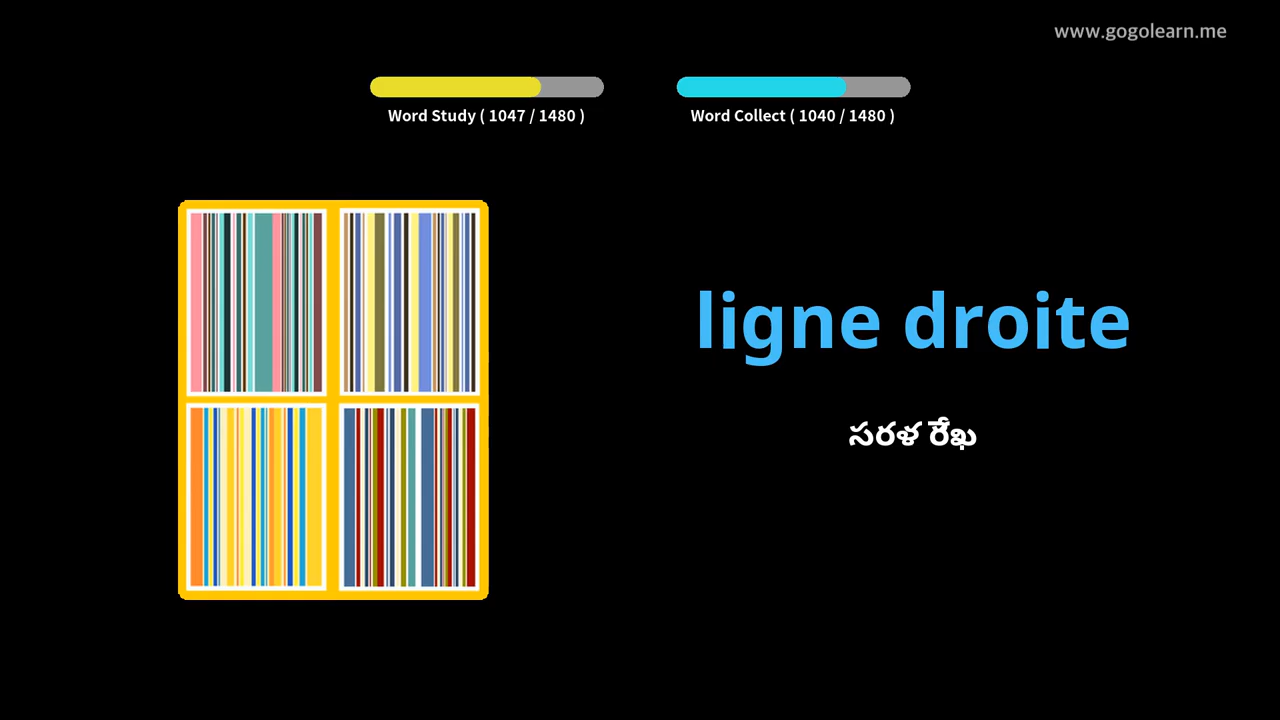 www.gogolearn.me
Word Study ( 1047 / 1480 )
Word Collect ( 1040 / 1480 )
ligne droite
సరళ రేఖ